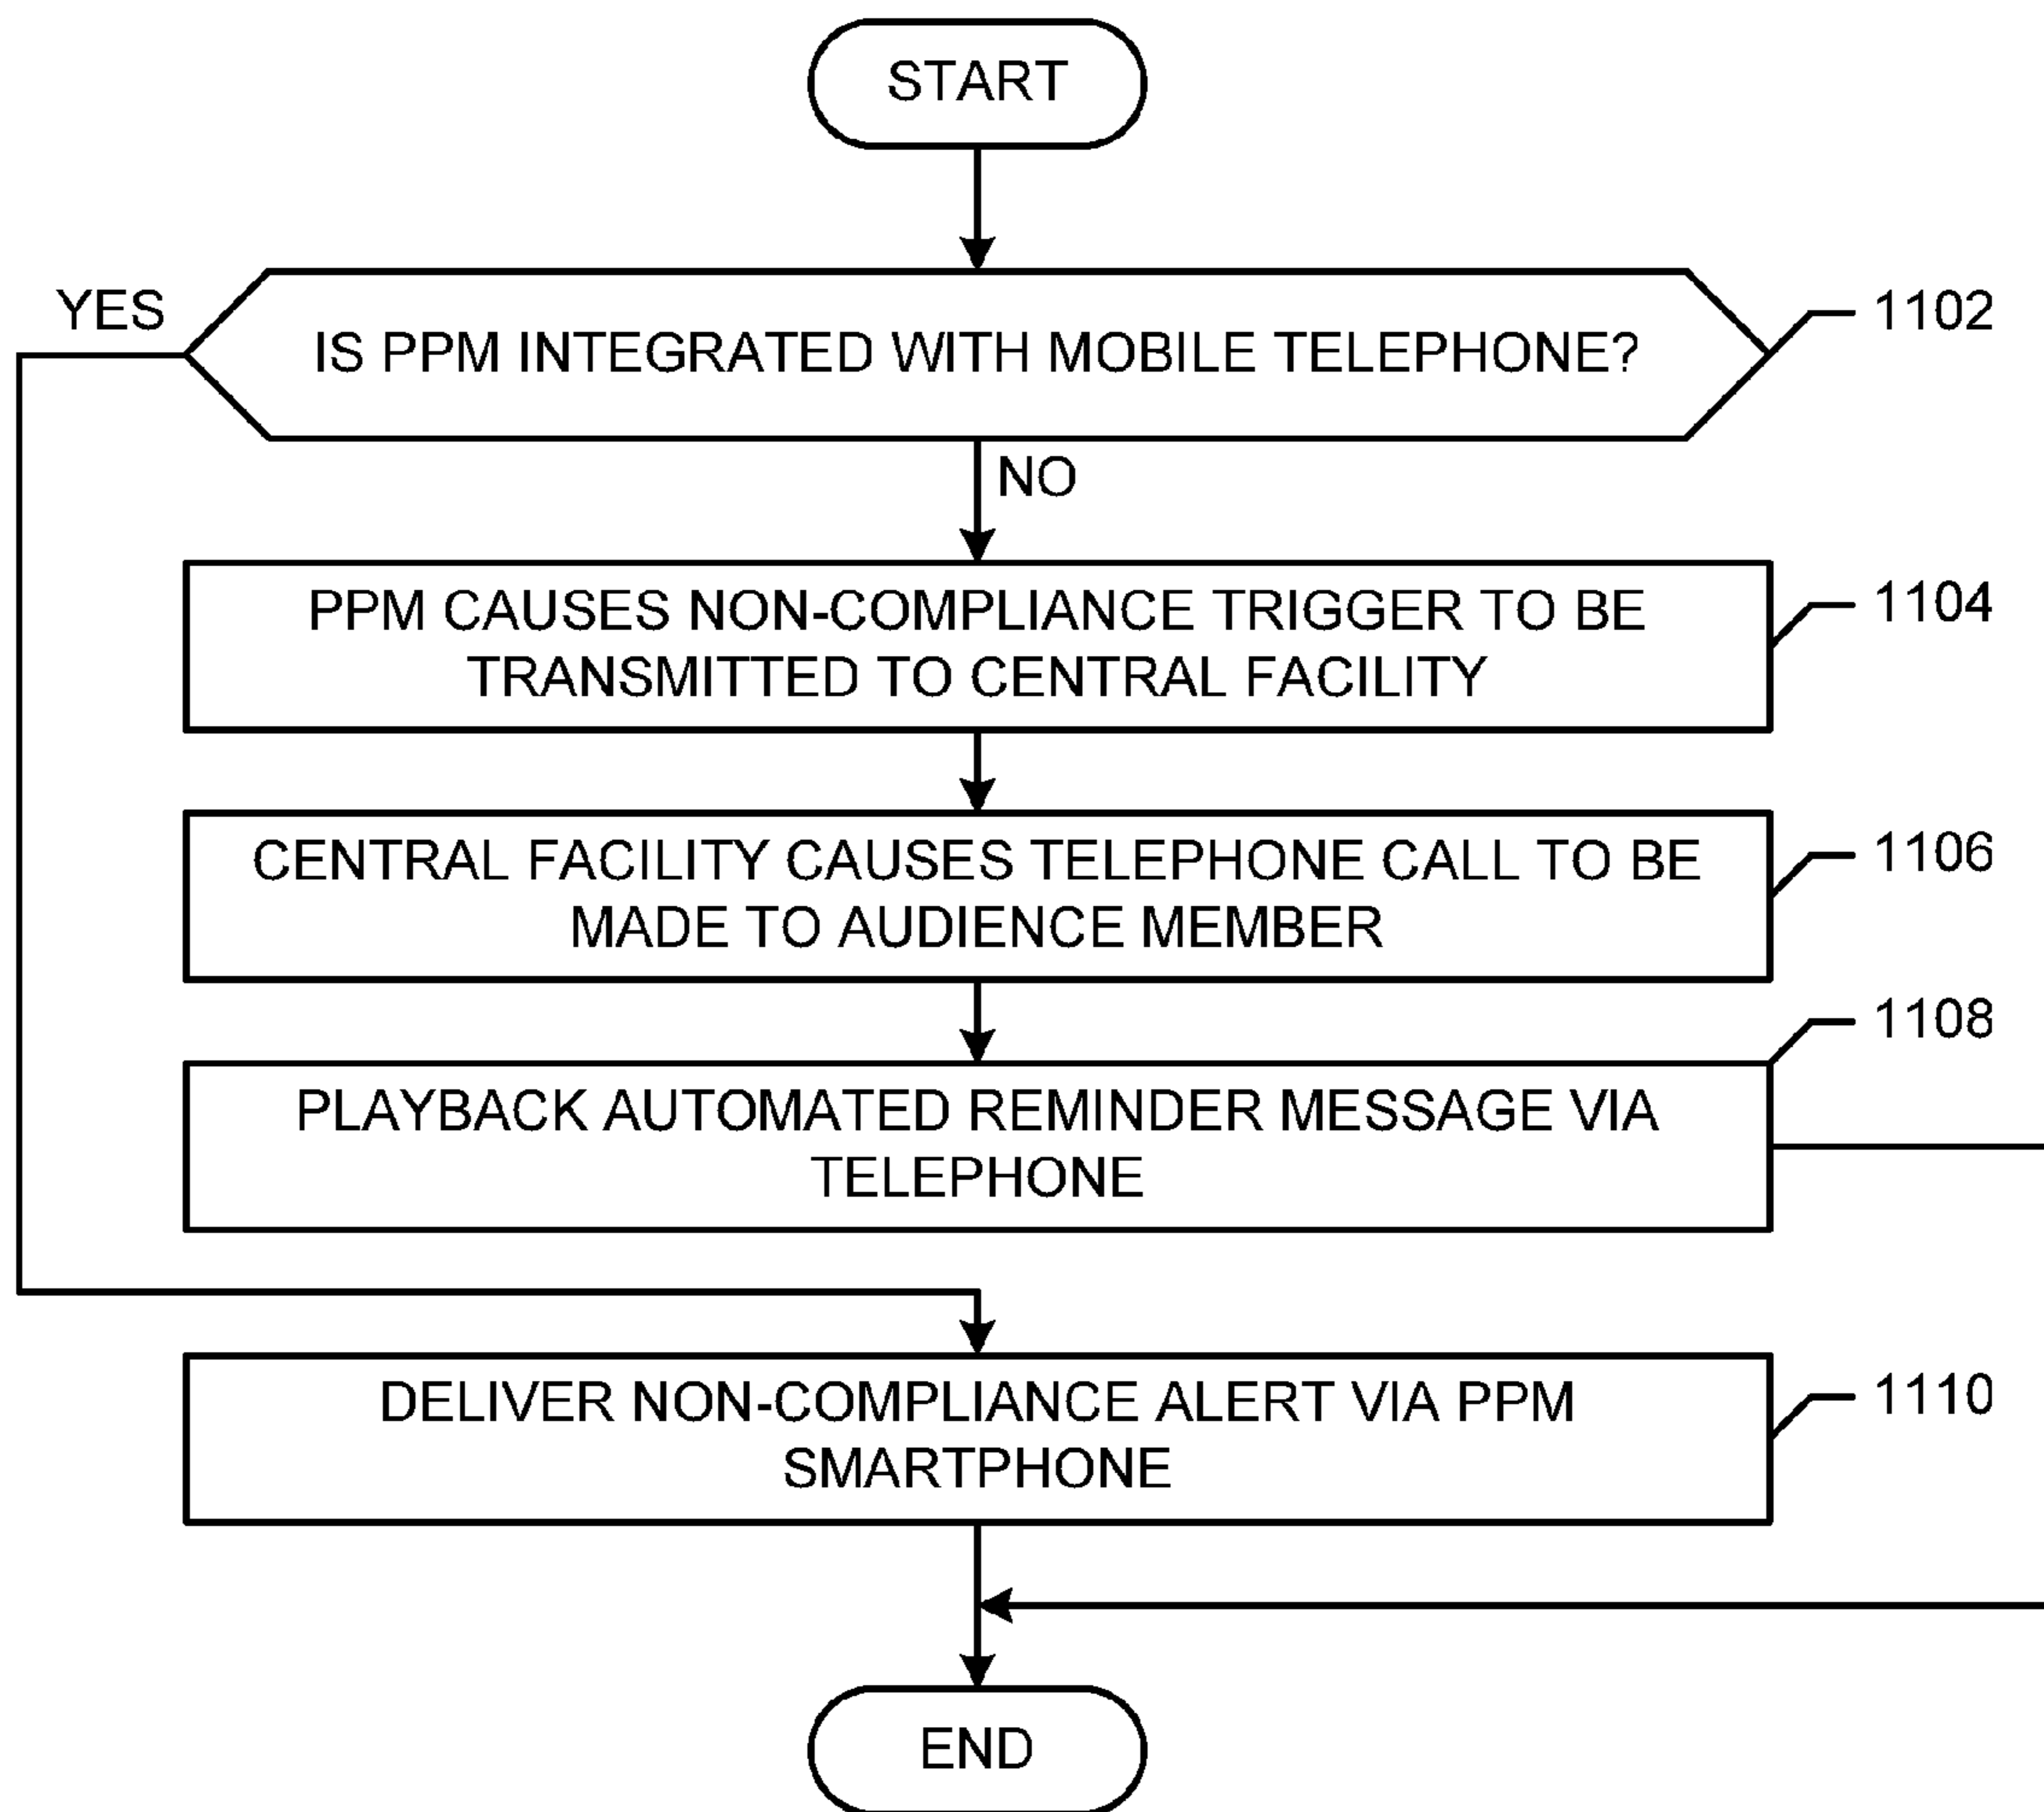 START
YES
IS PPM INTEGRATED WITH MOBILE TELEPHONE?
1102
NO
PPM CAUSES NON-COMPLIANCE TRIGGER TO BE
TRANSMITTED TO CENTRAL FACILITY
1104
CENTRAL FACILITY CAUSES TELEPHONE CALL TO BE
MADE TO AUDIENCE MEMBER
1106
PLAYBACK AUTOMATED REMINDER MESSAGE VIA
TELEPHONE
1108
DELIVER NON-COMPLIANCE ALERT VIA PPM
SMARTPHONE
1110
END